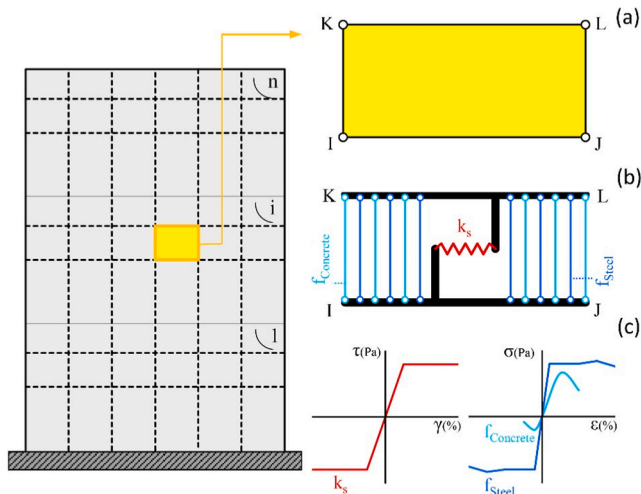 (a)
K
L
n
I
J
(b)
K
L
i
k_s
f_Concrete
f_Steel
I
J
(c)
τ(Pa)
σ(Pa)
l
γ(%)
ε(%)
f_Concrete
k_s
f_Steel